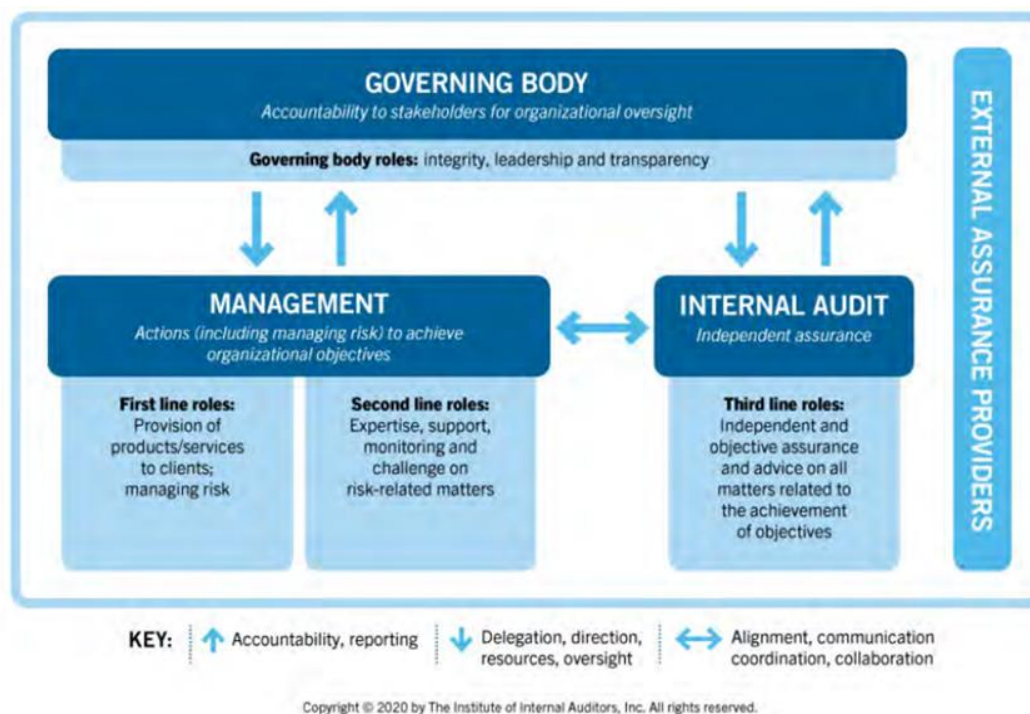 GOVERNING BODY
Accountability to stakeholders for organizational oversight
Governing body roles: integrity, leadership and transparency
MANAGEMENT
Actions (including managing risk) to achieve
organizational objectives
First line roles:
Provision of
products/services
to clients;
managing risk
Second line roles:
Expertise, support,
monitoring and
challenge on
risk-related matters
INTERNAL AUDIT
Independent assurance
Third line roles:
Independent and
objective assurance
and advice on all
matters related to
the achievement
of objectives
EXTERNAL ASSURANCE PROVIDERS
KEY:
Accountability, reporting
Delegation, direction,
resources, oversight
Alignment, communication
coordination, collaboration
Copyright © 2020 by The Institute of Internal Auditors, Inc. All rights reserved.